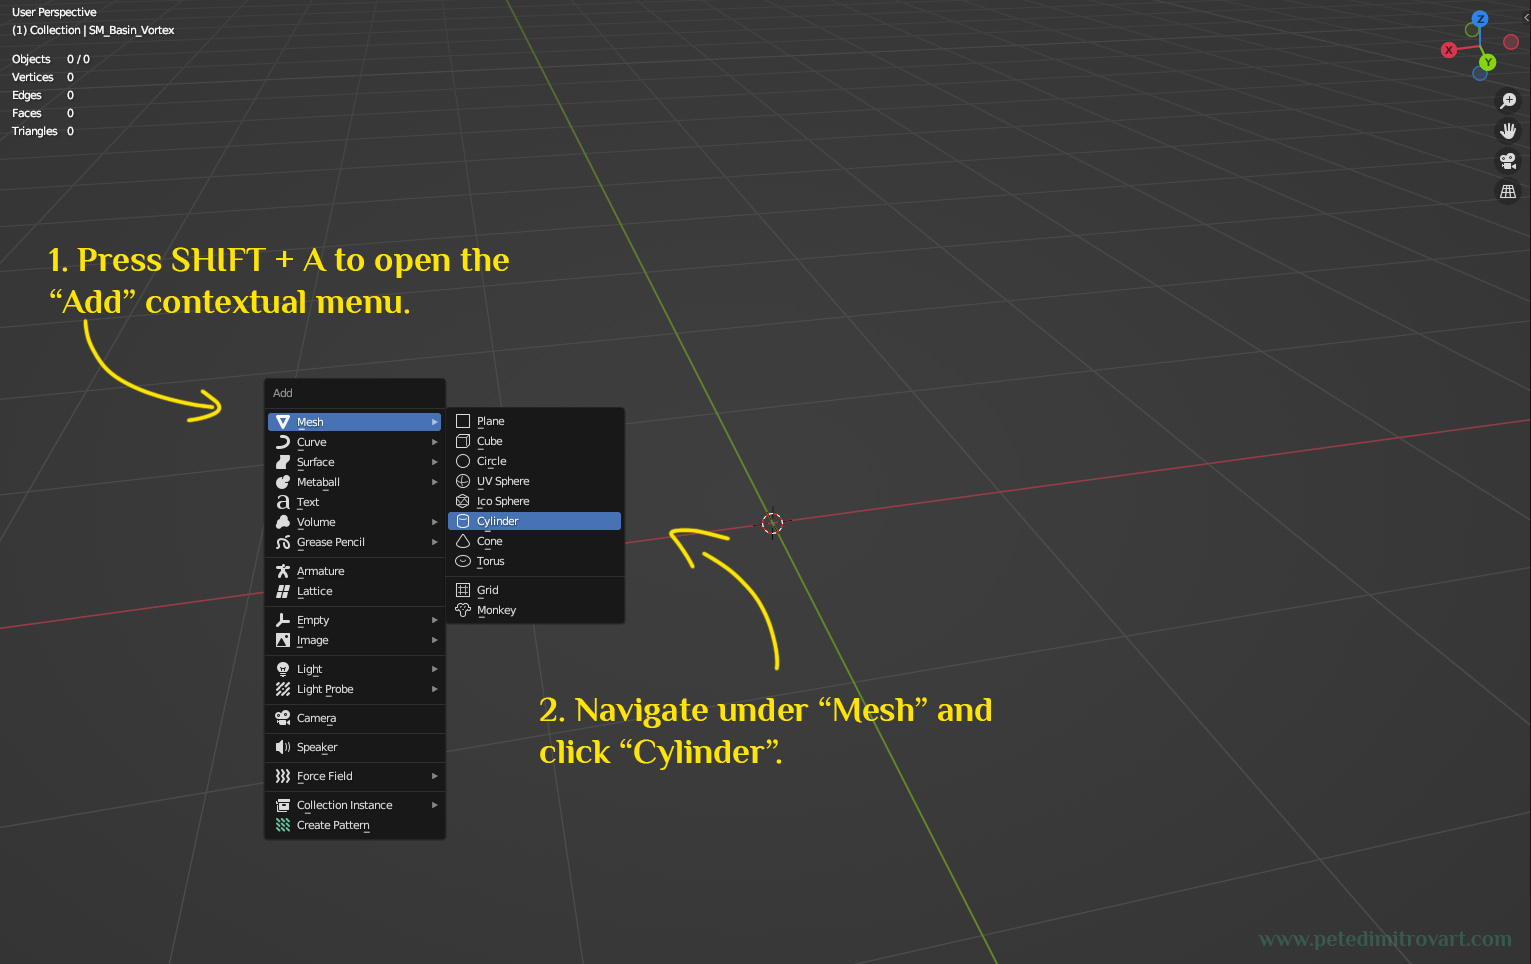 User Perspective
(1) Collection | SM_Basin_Vortex
Objects 0 / 0
Vertices 0
Edges 0
Faces 0
Triangles 0
Z
X
Y
1. Press SHIFT + A to open the
“Add” contextual menu.
Add
Mesh
Curve
Surface
Metaball
Text
Volume
Grease Pencil
Armature
Lattice
Empty
Image
Light
Light Probe
Camera
Speaker
Force Field
Collection Instance
Create Pattern
Plane
Cube
Circle
UV Sphere
Ico Sphere
Cylinder
Cone
Torus
Grid
Monkey
2. Navigate under “Mesh” and
click “Cylinder”.
www.petedimitrovart.com